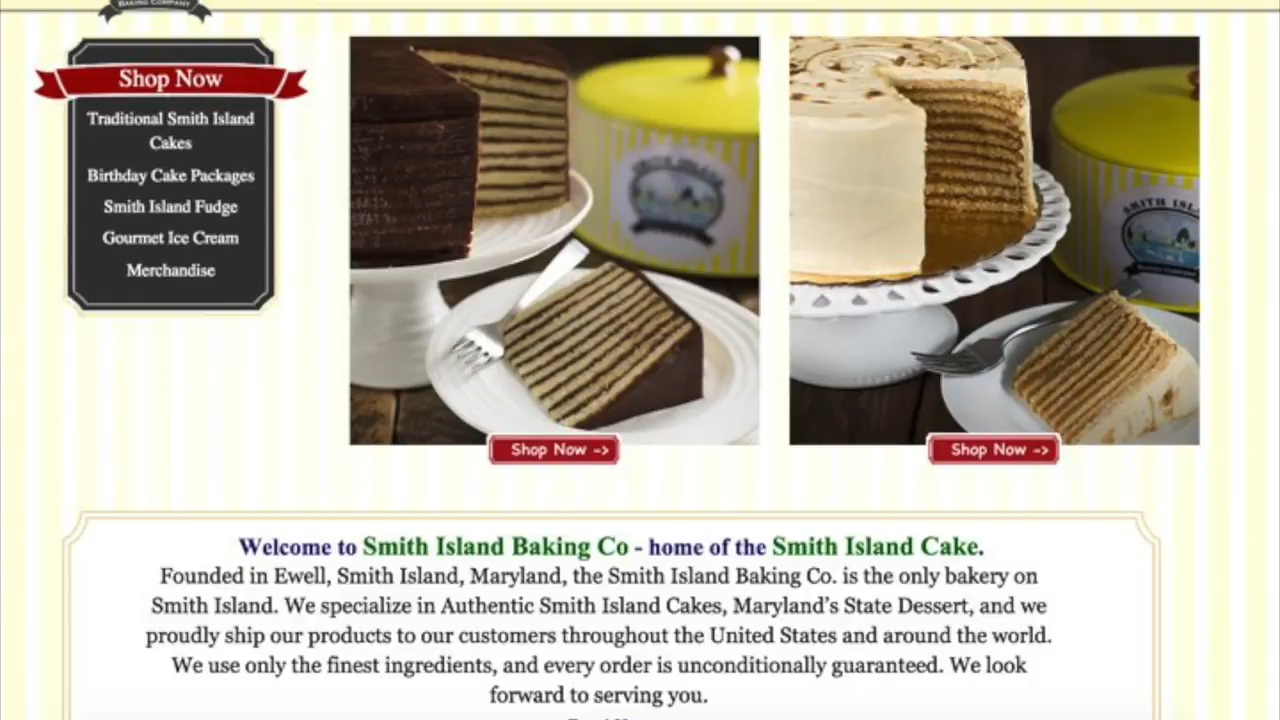 BAKING COMPANY
Shop Now
Traditional Smith Island
Cakes
Birthday Cake Packages
Smith Island Fudge
Gourmet Ice Cream
Merchandise
SMITH ISL
Shop Now ->
Shop Now ->
Welcome to Smith Island Baking Co - home of the Smith Island Cake.
Founded in Ewell, Smith Island, Maryland, the Smith Island Baking Co. is the only bakery on
Smith Island. We specialize in Authentic Smith Island Cakes, Maryland's State Dessert, and we
proudly ship our products to our customers throughout the United States and around the world.
We use only the finest ingredients, and every order is unconditionally guaranteed. We look
forward to serving you.